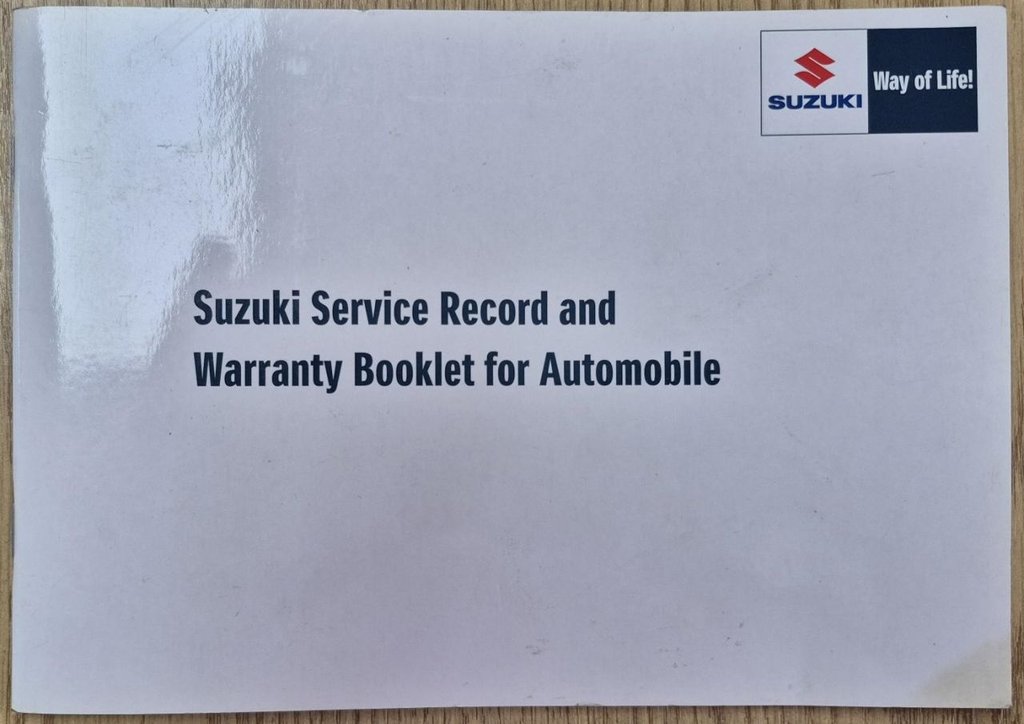 SUZUKI
Way of Life!
Suzuki Service Record and
Warranty Booklet for Automobile